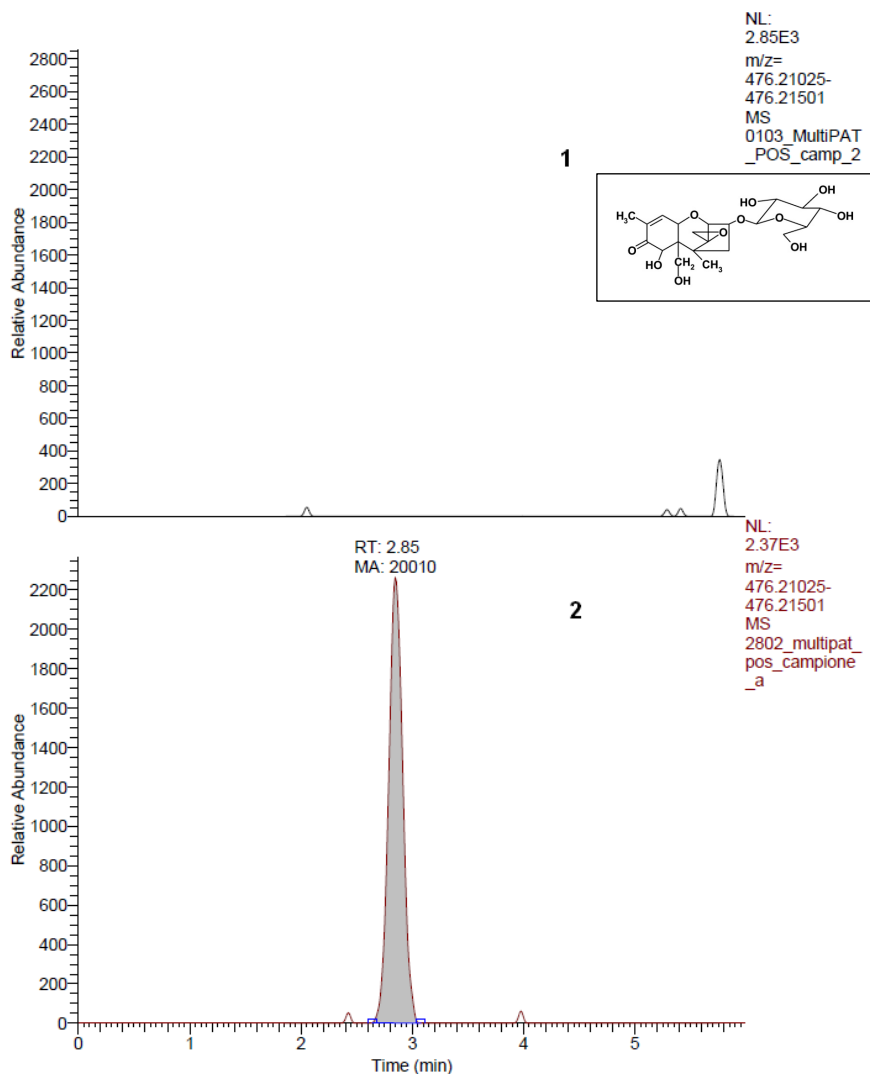 NL:
2.85E3
m/z=
476.21025-
476.21501
MS
0103_MultiPAT
_POS_camp_2
1
Relative Abundance
2800
2600
2400
2200
2000
1800
1600
1400
1200
1000
800
600
400
200
0
HO
OH
OH
OH
O
O
O
O
H₃C
O
HO
CH₂
CH₃
OH
NL:
2.37E3
m/z=
476.21025-
476.21501
MS
2802_multipat_
pos_campione
_a
RT: 2.85
MA: 20010
2
Relative Abundance
2200
2000
1800
1600
1400
1200
1000
800
600
400
200
0
0 1 2 3 4 5
Time (min)